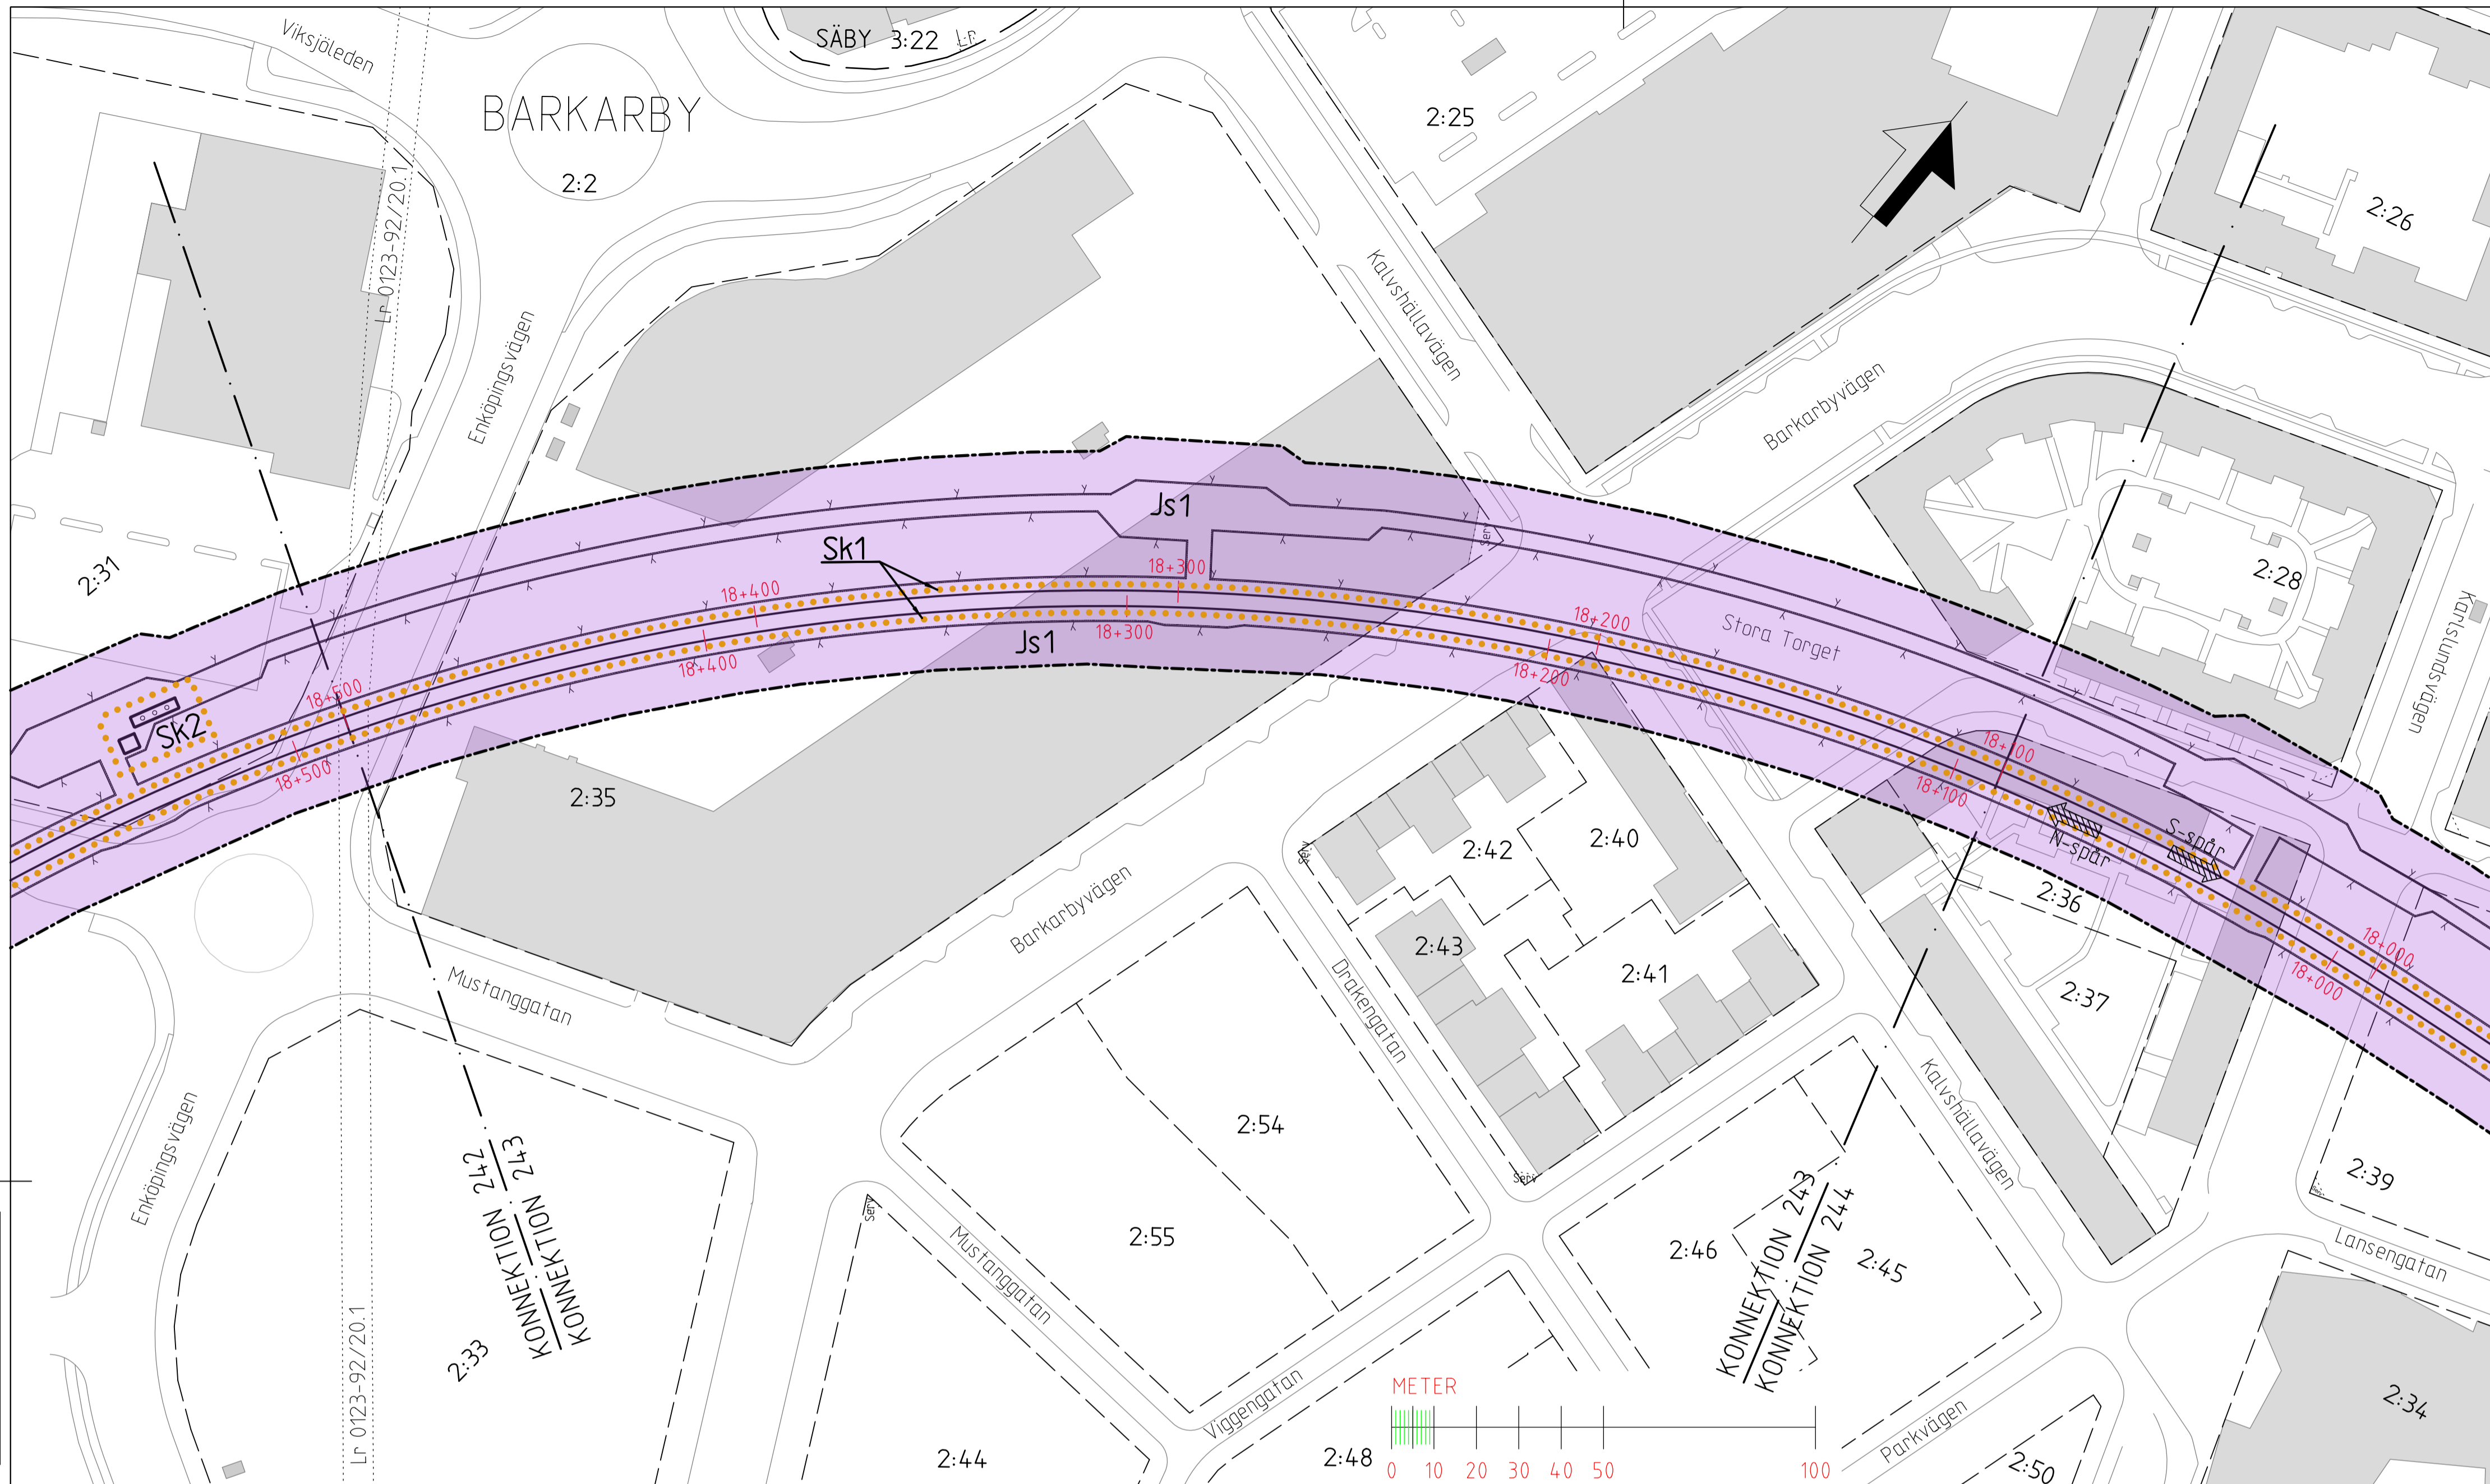 Viksjöleden
SÄBY 3:22 Lr
BARKARBY
2:2
2:25
2:26
Lr 0123-92/20.1
Enköpingsvägen
Kalvshällavägen
Barkarbyvägen
2:31
2:28
Karlslundsvägen
Js1
Serv
Sk1
18+300
18+400
18+200
Stora Torget
18+300
Js1
18+400
18+200
18+500
Sk2
18+500
18+100
18+100
S-spår
N-spår
2:35
2:42
2:40
Serv
2:36
2:43
2:41
2:37
18+000
18+000
Barkarbyvägen
Mustanggatan
Drakengatan
Kalvshällavägen
Enköpingsvägen
2:54
2:55
Serv
Serv
2:39
KONNEKTION 242
KONNEKTION 243
KONNEKTION 243
KONNEKTION 244
2:46
2:45
Lansengatan
Mustanggatan
2:33
Lr 0123-92/20.1
Viggengatan
METER
0 10 20 30 40 50 100
2:44
2:48
Parkvägen
2:34
2:50